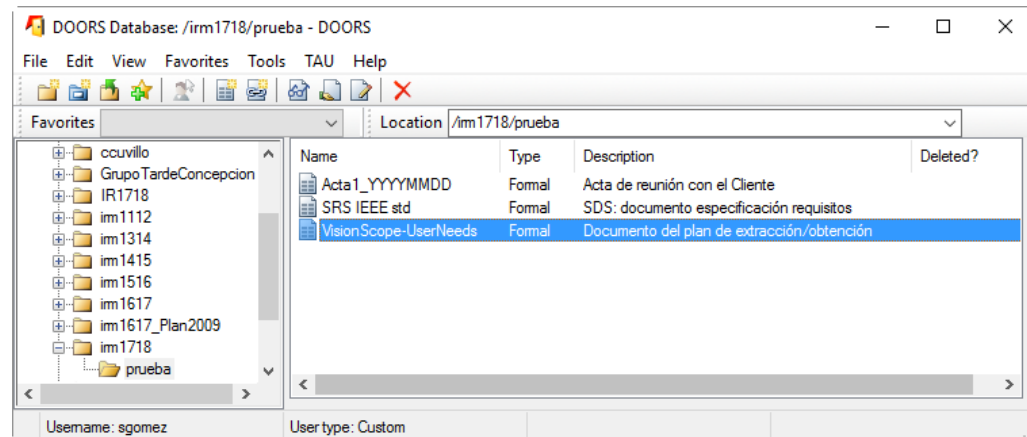 DOORS Database: /irm1718/prueba - DOORS
File Edit View Favorites Tools TAU Help
Favorites Location /irm1718/prueba
ccuvillo
GrupoTardeConcepcion
IR1718
irm1112
irm1314
irm1415
irm1516
irm1617
irm1617_Plan2009
irm1718
prueba
Name Type Description Deleted?
Acta1_YYYYMMDD Formal Acta de reunión con el Cliente
SRS IEEE std Formal SDS: documento especificación requisitos
VisionScope-UserNeeds Formal Documento del plan de extracción/obtención
Username: sgomez User type: Custom